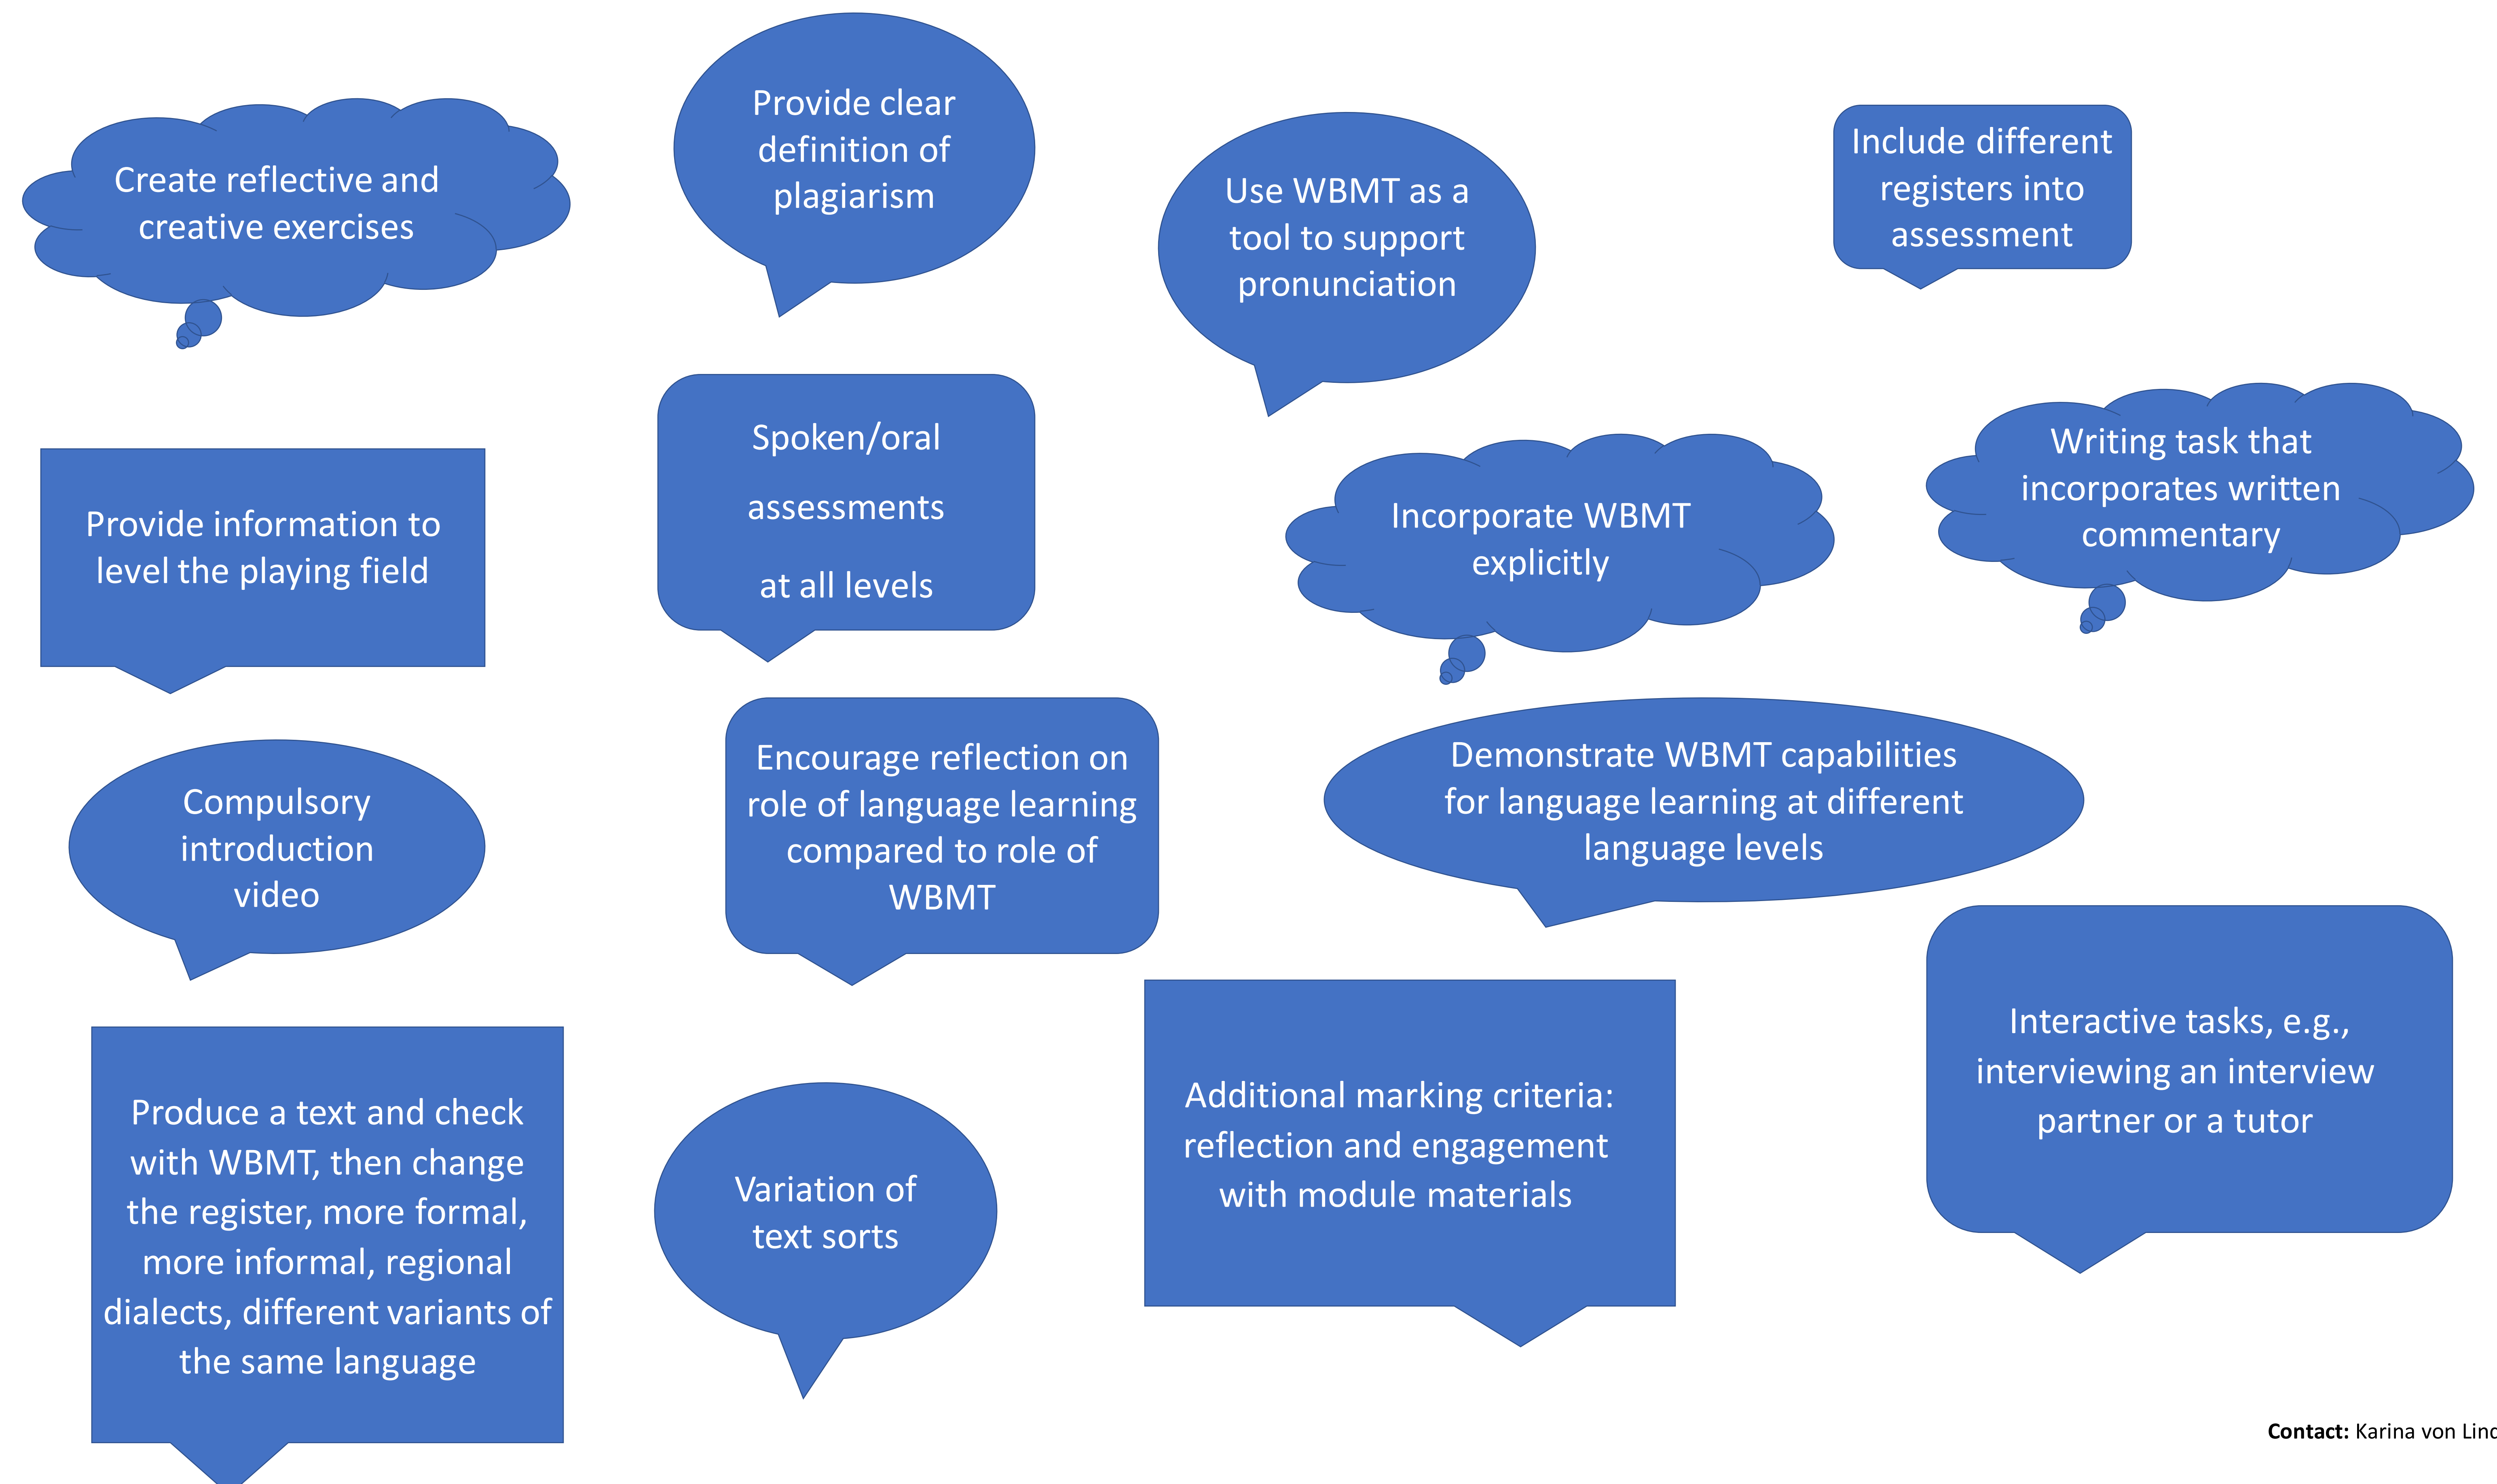 Create reflective and
creative exercises
Provide clear
definition of
plagiarism
Use WBMT as a
tool to support
pronunciation
Include different
registers into
assessment
Provide information to
level the playing field
Spoken/oral
assessments
at all levels
Incorporate WBMT
explicitly
Writing task that
incorporates written
commentary
Compulsory
introduction
video
Encourage reflection on
role of language learning
compared to role of
WBMT
Demonstrate WBMT capabilities
for language learning at different
language levels
Produce a text and check
with WBMT, then change
the register, more formal,
more informal, regional
dialects, different variants of
the same language
Variation of
text sorts
Additional marking criteria:
reflection and engagement
with module materials
Interactive tasks, e.g.,
interviewing an interview
partner or a tutor
Contact: Karina von